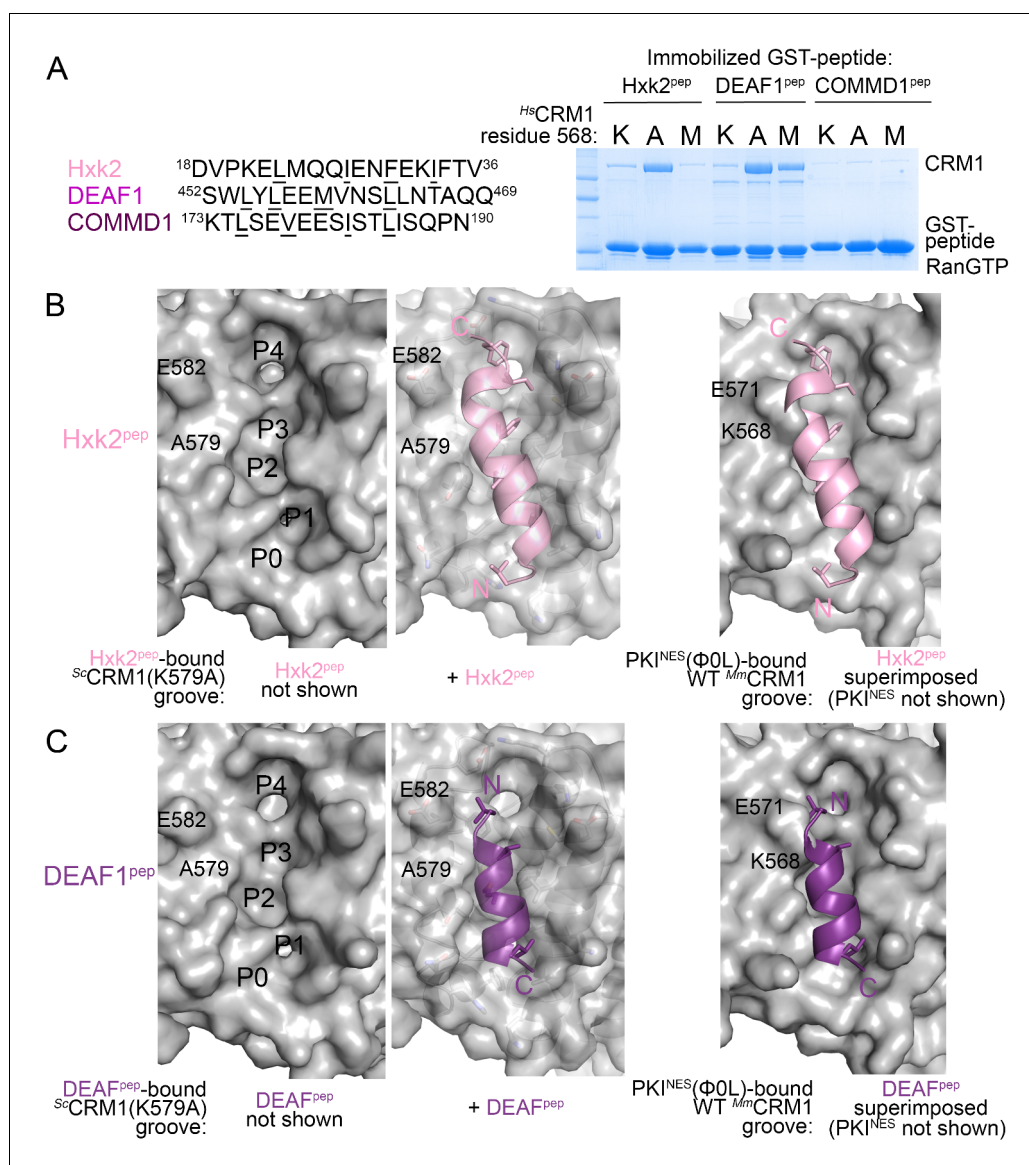 A
Immobilized GST-peptide:
Hxk2pep DEAF1pep COMMD1pep
HsCRM1
residue 568: K A M K A M K A M
Hxk2 18DVPKELMQQIENFEKIFTV36
DEAF1 452SWLYLEEMVNSLLNTAQQ469
COMMD1 173KTLSEVEESISTLISQPN190
CRM1
GST-
peptide
RanGTP
B
Hxk2pep
P4
E582
P3
A579
P2
P1
P0
C
E582
A579
N
C
E571
K568
N
Hxk2pep-bound
ScCRM1(K579A)
groove:
Hxk2pep
not shown
+ Hxk2pep
PKINES(Φ0L)-bound
WT MmCRM1
groove:
Hxk2pep
superimposed
(PKINES not shown)
C
DEAF1pep
P4
E582
P3
A579
P2
P1
P0
N
E582
A579
C
N
E571
K568
C
DEAFpep-bound
ScCRM1(K579A)
groove:
DEAFpep
not shown
+ DEAFpep
PKINES(Φ0L)-bound
WT MmCRM1
groove:
DEAFpep
superimposed
(PKINES not shown)